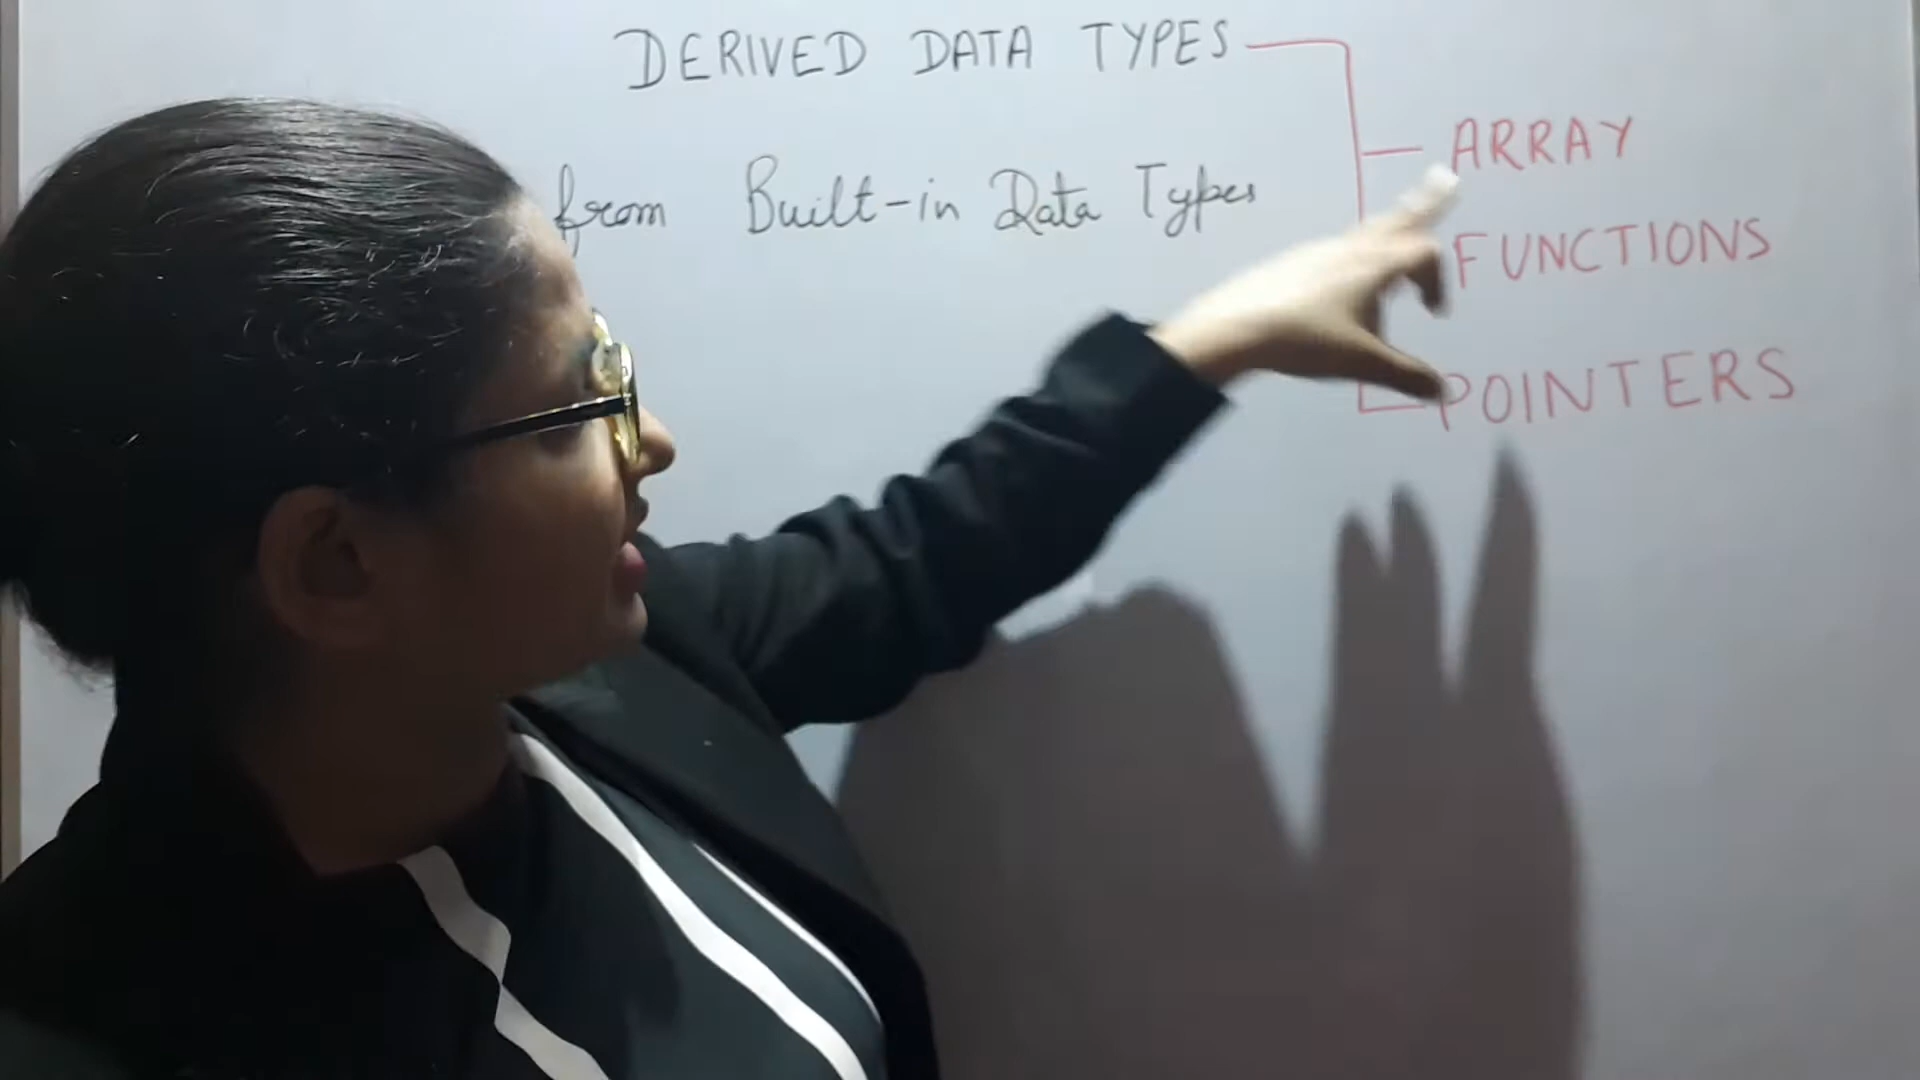 DERIVED DATA TYPES
from Built-in Data Types
ARRAY
FUNCTIONS
POINTERS